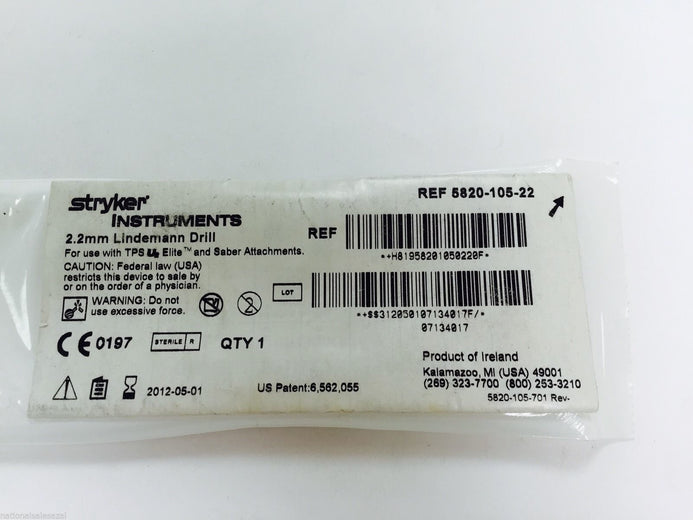 stryker®
INSTRUMENTS
REF 5820-105-22
2.2mm Lindemann Drill
For use with TPS Elite™ and Saber Attachments.
CAUTION: Federal law (USA)
restricts this device to sale by
or on the order of a physician.
REF
*+H81958201050220F*
WARNING: Do not
use excessive force.
2
LOT
*+$$312050107134017F/*
07134017
CE 0197
STERILE R
QTY 1
Product of Ireland
Kalamazoo, MI (USA) 49001
(269) 323-7700 (800) 253-3210
2012-05-01
US Patent:6,562,055
5820-105-701 Rev-
nationalsalesazal